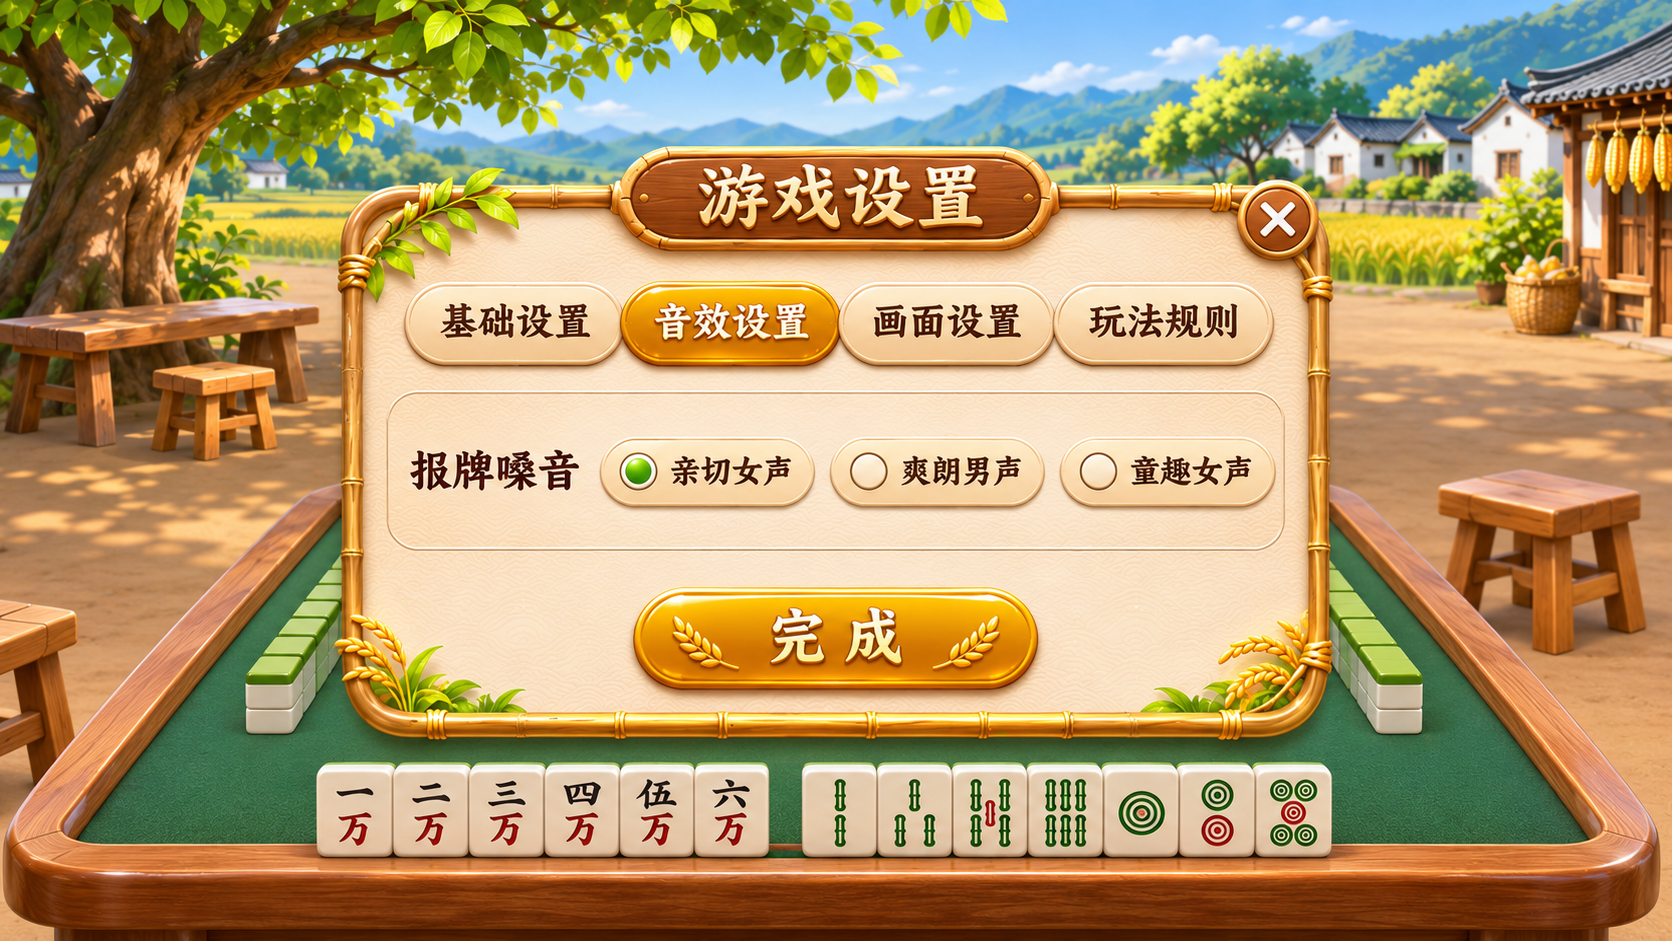 游戏设置
基础设置 音效设置 画面设置 玩法规则
报牌嗓音 亲切女声 爽朗男声 童趣女声
完成
一 二 三 四 伍 六
万 万 万 万 万 万